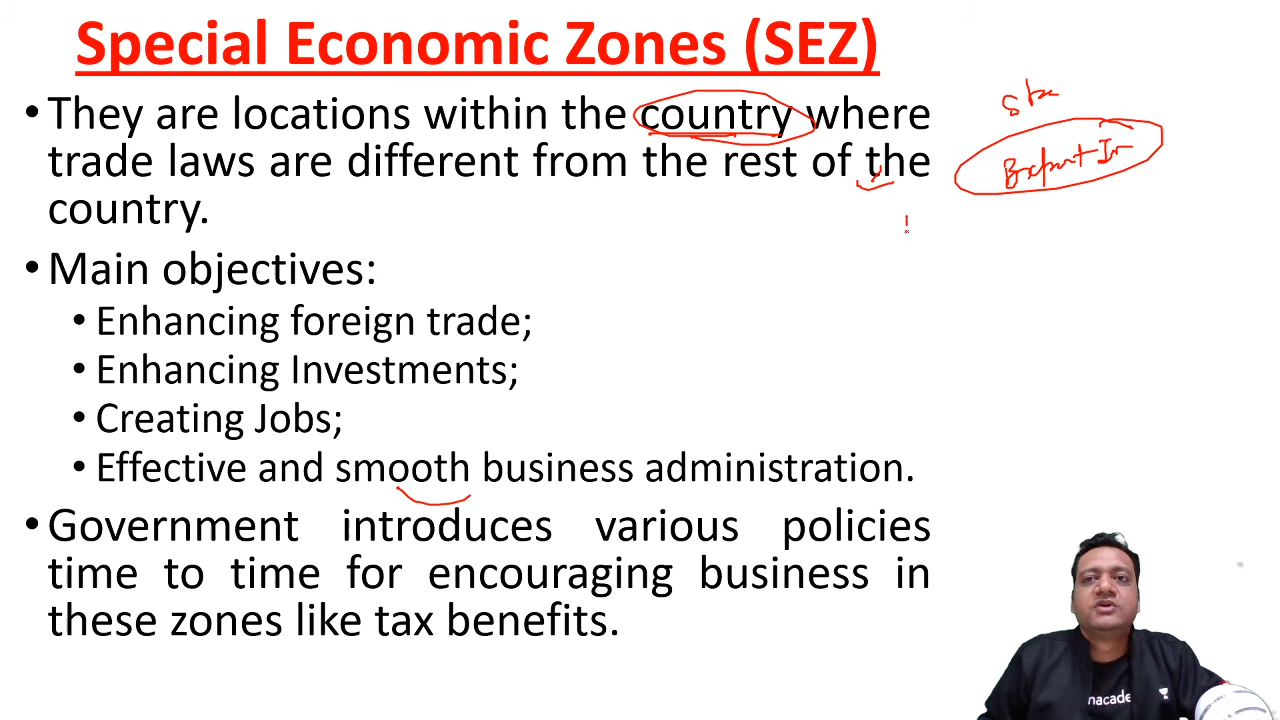 Special Economic Zones (SEZ)
• They are locations within the country where
trade laws are different from the rest of the
country.
• Main objectives:
• Enhancing foreign trade;
• Enhancing Investments;
• Creating Jobs;
• Effective and smooth business administration.
• Government introduces various policies
time to time for encouraging business in
these zones like tax benefits.
nacade